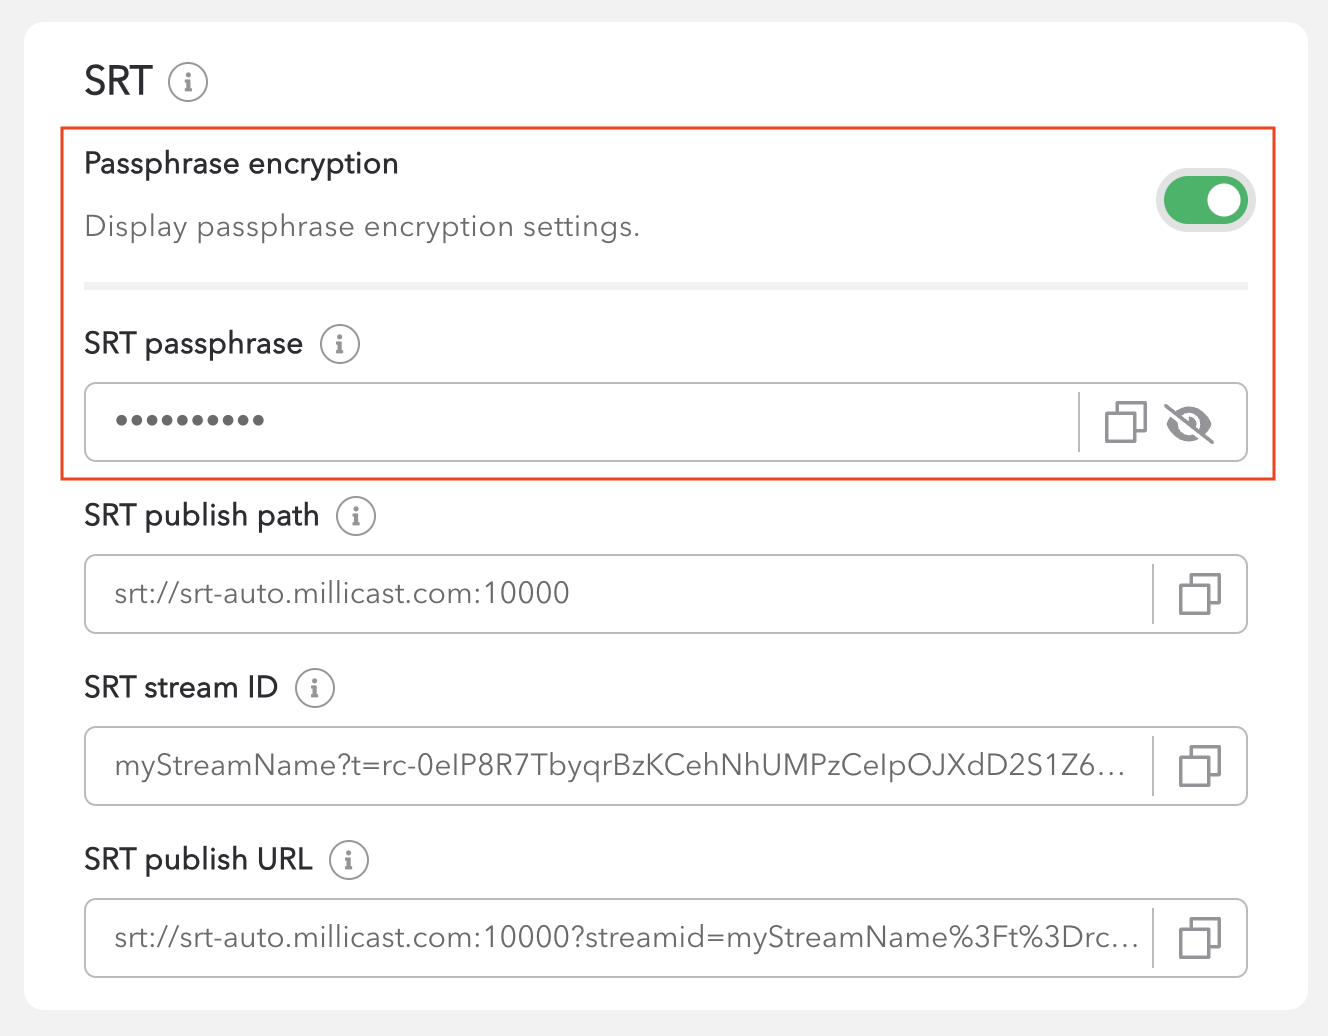 SRT
Passphrase encryption
Display passphrase encryption settings.
SRT passphrase
••••••••••
SRT publish path
srt://srt-auto.millicast.com:10000
SRT stream ID
myStreamName?t=rc-0eIP8R7TbyqrBzKCehNhUMPzCeIpOJXdD2S1Z6...
SRT publish URL
srt://srt-auto.millicast.com:10000?streamid=myStreamName%3Ft%3Drc...